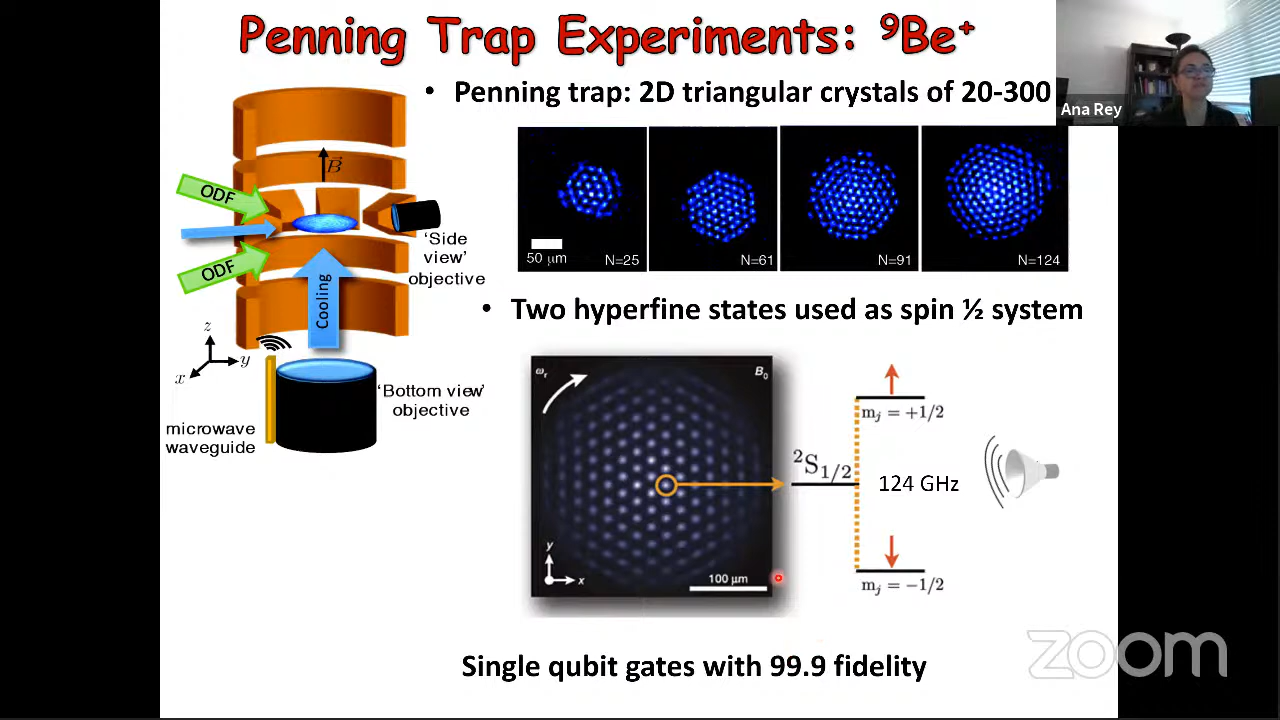 Penning Trap Experiments: ⁹Be⁺
• Penning trap: 2D triangular crystals of 20-300
Ana Rey
B⃗
ODF
ODF
Cooling
'Side
view'
objective
z
y
x
'Bottom view'
objective
microwave
waveguide
50 μm
N=25
N=61
N=91
N=124
• Two hyperfine states used as spin ½ system
ωr
B0
y
x
100 μm
²S1/2
mj = +1/2
124 GHz
mj = −1/2
Single qubit gates with 99.9 fidelity
zoom